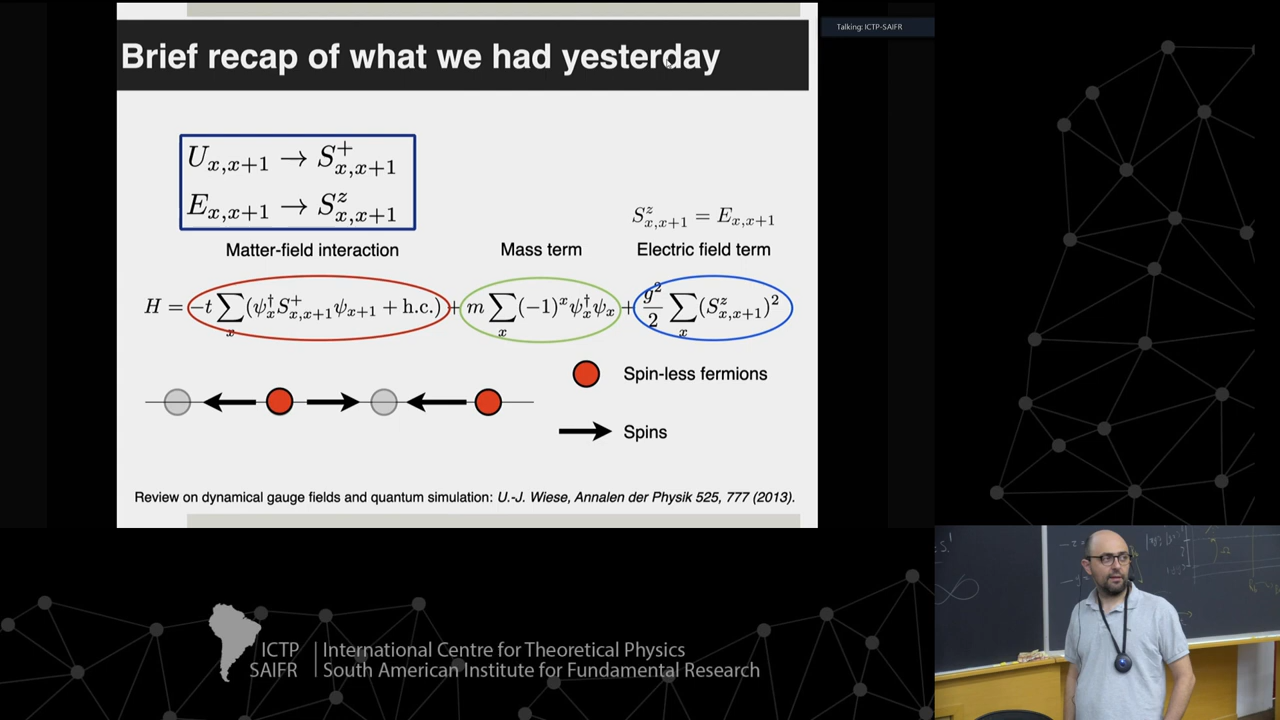 Brief recap of what we had yesterday
Talking: ICTP-SAIFR
U_{x,x+1} → S^+_{x,x+1}
E_{x,x+1} → S^z_{x,x+1}
S^z_{x,x+1} = E_{x,x+1}
Matter-field interaction Mass term Electric field term
H = −t ∑_x (ψ†_x S^+_{x,x+1} ψ_{x+1} + h.c.) + m ∑_x (−1)^x ψ†_x ψ_x + g²/2 ∑_x (S^z_{x,x+1})²
Spin-less fermions
Spins
Review on dynamical gauge fields and quantum simulation: U.-J. Wiese, Annalen der Physik 525, 777 (2013).
ICTP International Centre for Theoretical Physics
SAIFR South American Institute for Fundamental Research